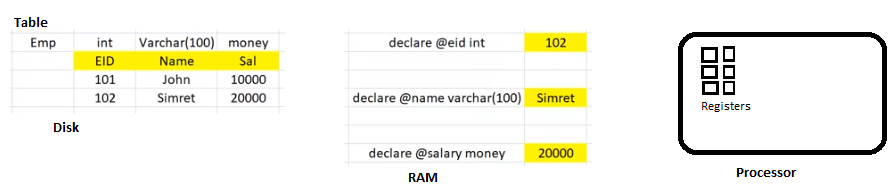 Table
Emp int Varchar(100) money
EID Name Sal
101 John 10000
102 Simret 20000
Disk
declare @eid int 102
declare @name varchar(100) Simret
declare @salary money 20000
RAM
Registers
Processor